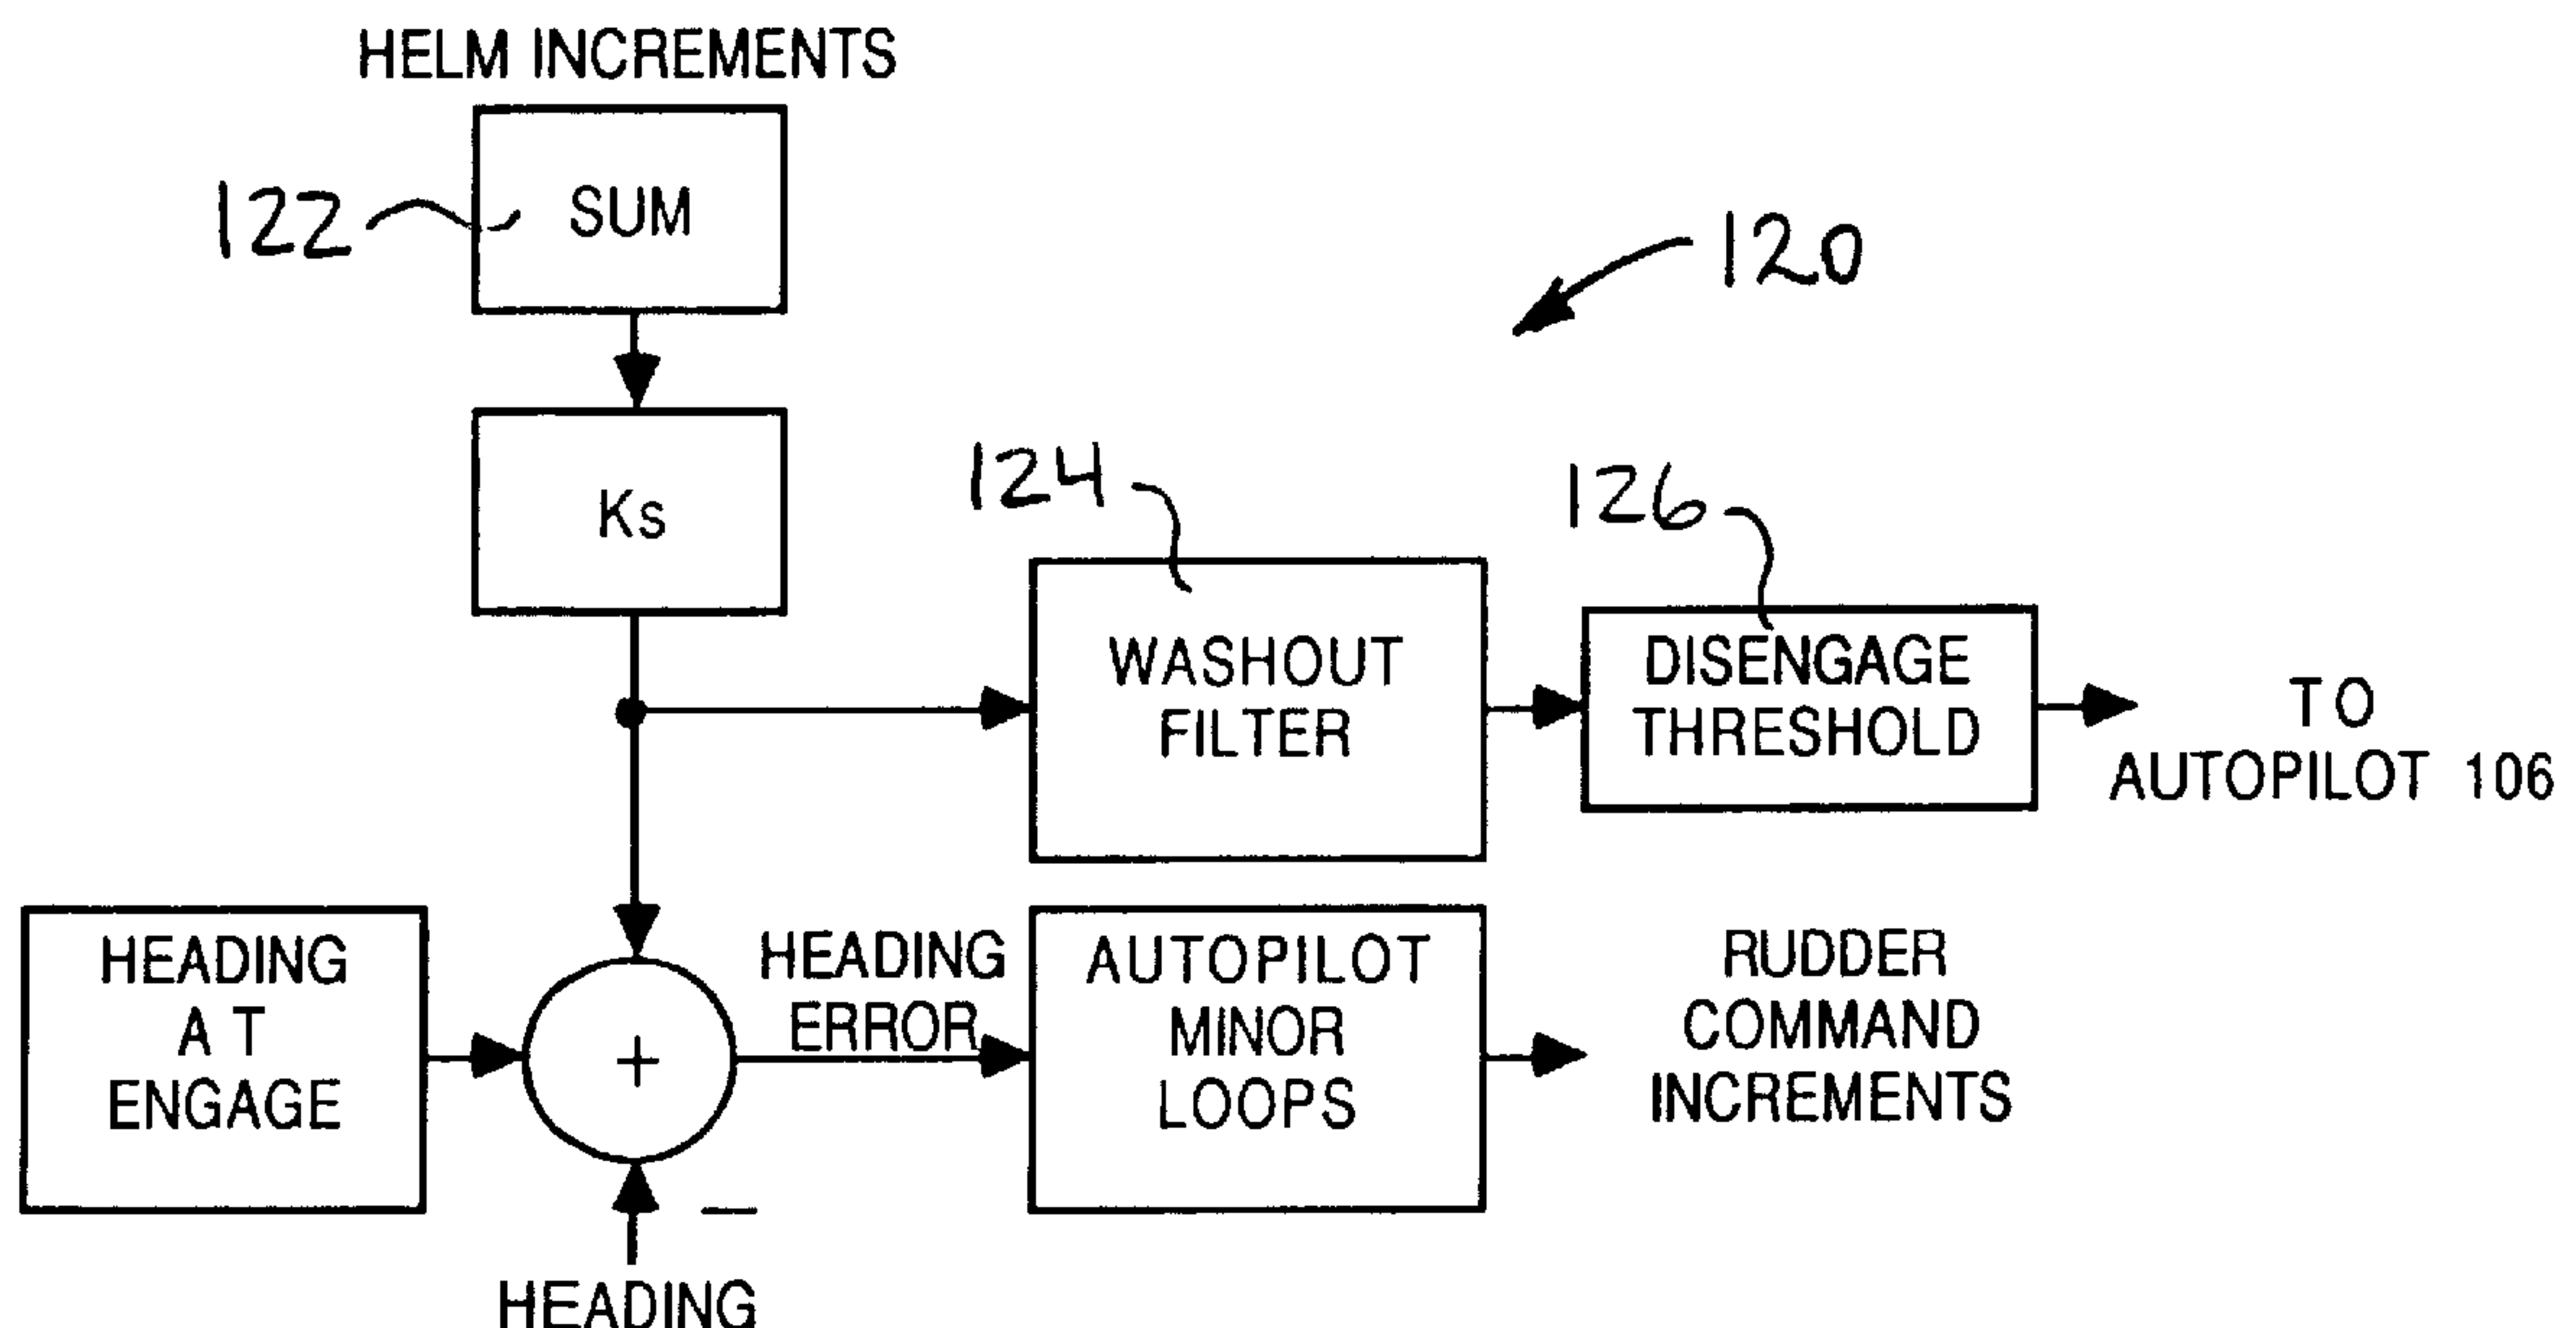 HELM INCREMENTS
SUM
122
120
Ks
124
126
WASHOUT
FILTER
DISENGAGE
THRESHOLD
TO
AUTOPILOT 106
HEADING
AT
ENGAGE
+
HEADING
ERROR
AUTOPILOT
MINOR
LOOPS
RUDDER
COMMAND
INCREMENTS
−
HEADING